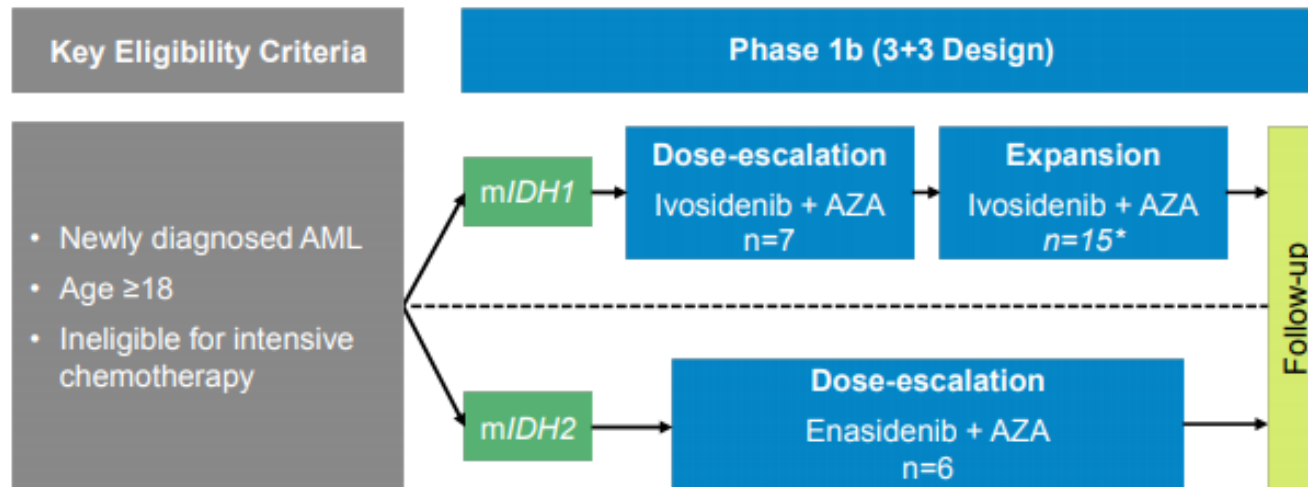 Key Eligibility Criteria
Phase 1b (3+3 Design)
• Newly diagnosed AML
• Age ≥18
• Ineligible for intensive
chemotherapy
mIDH1
Dose-escalation
Ivosidenib + AZA
n=7
Expansion
Ivosidenib + AZA
n=15*
mIDH2
Dose-escalation
Enasidenib + AZA
n=6
Follow-up